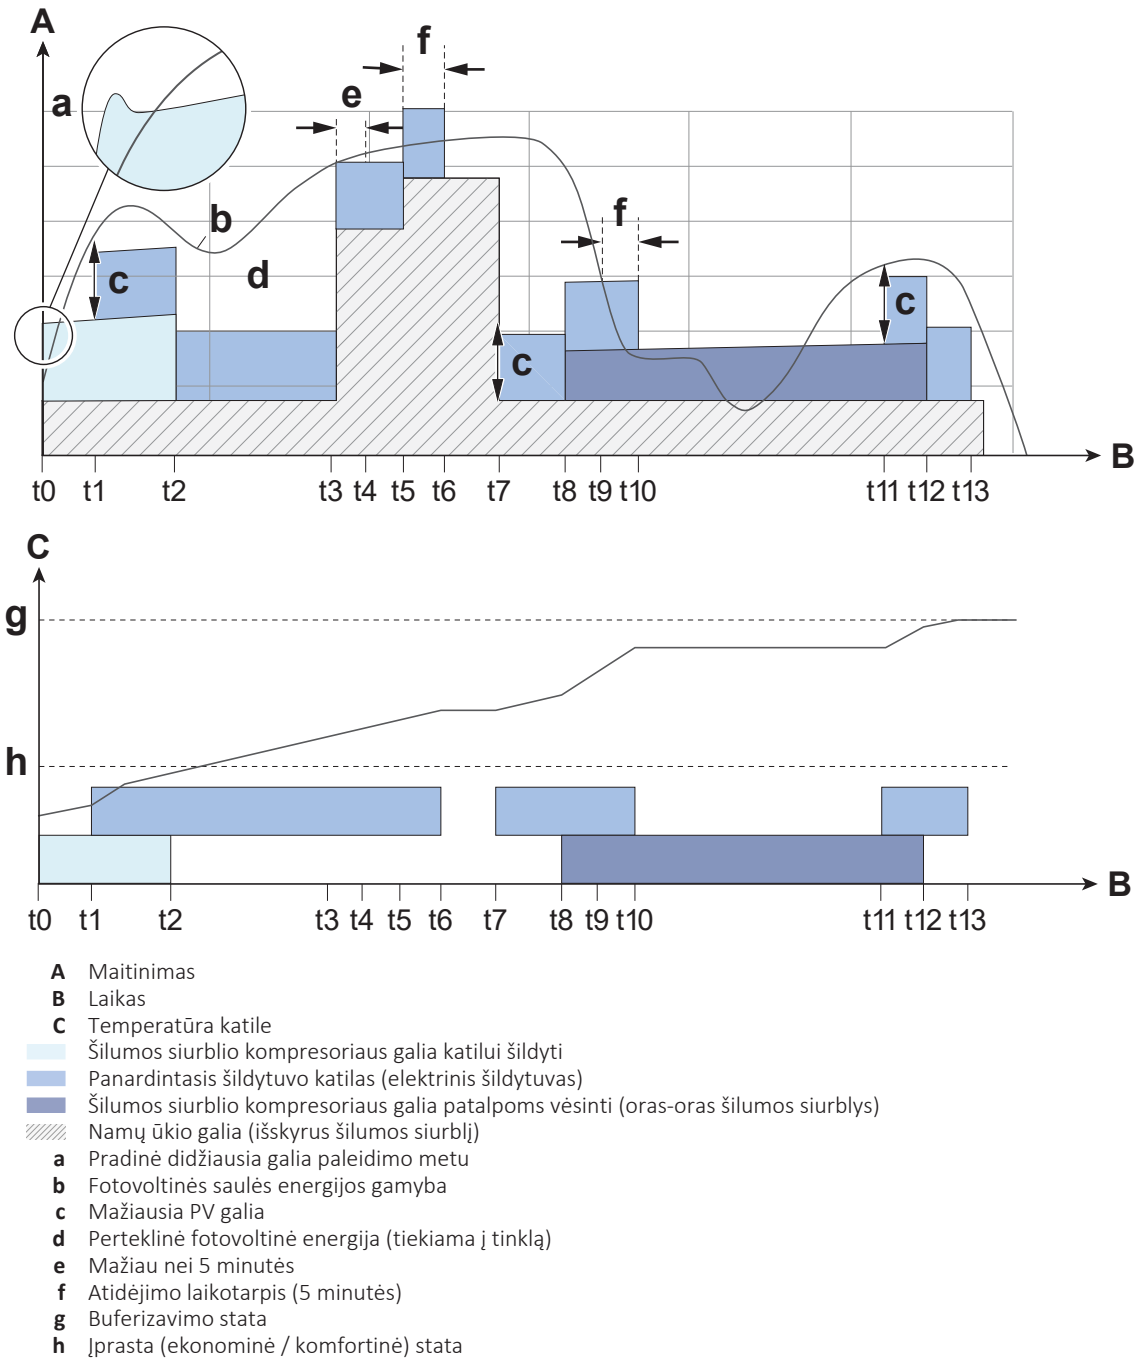 A
f
a
e
b
f
c
d
c
c
B
t0 t1 t2 t3 t4 t5 t6 t7 t8 t9 t10 t11 t12 t13
C
g
h
B
t0 t1 t2 t3 t4 t5 t6 t7 t8 t9 t10 t11 t12 t13
A Maitinimas
B Laikas
C Temperatūra katile
Šilumos siurblio kompresoriaus galia katilui šildyti
Panardintasis šildytuvo katilas (elektrinis šildytuvas)
Šilumos siurblio kompresoriaus galia patalpoms vėsinti (oras-oras šilumos siurblys)
Namų ūkio galia (išskyrus šilumos siurblį)
a Pradinė didžiausia galia paleidimo metu
b Fotovoltinės saulės energijos gamyba
c Mažiausia PV galia
d Perteklinė fotovoltinė energija (tiekiama į tinklą)
e Mažiau nei 5 minutės
f Atidėjimo laikotarpis (5 minutės)
g Buferizavimo stata
h Įprasta (ekonominė / komfortinė) stata